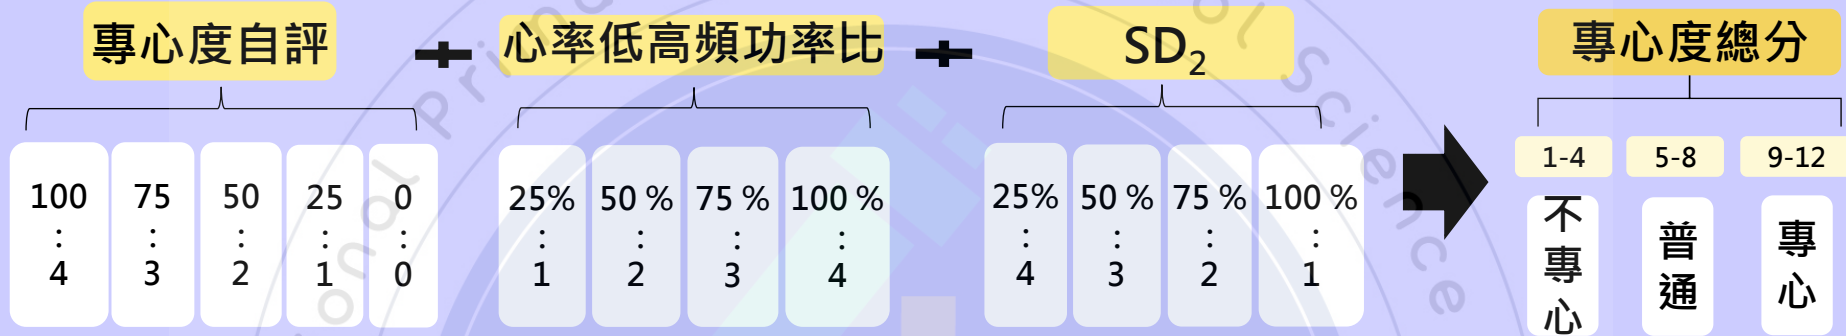 專心度自評 + 心率低高頻功率比 + SD₂ 專心度總分
100 75 50 25 0 25% 50 % 75 % 100 % 25% 50 % 75 % 100 % 1-4 5-8 9-12
: : : : : : : : : : : : :
4 3 2 1 0 1 2 3 4 4 3 2 1
不專心 普通 專心
ol Science